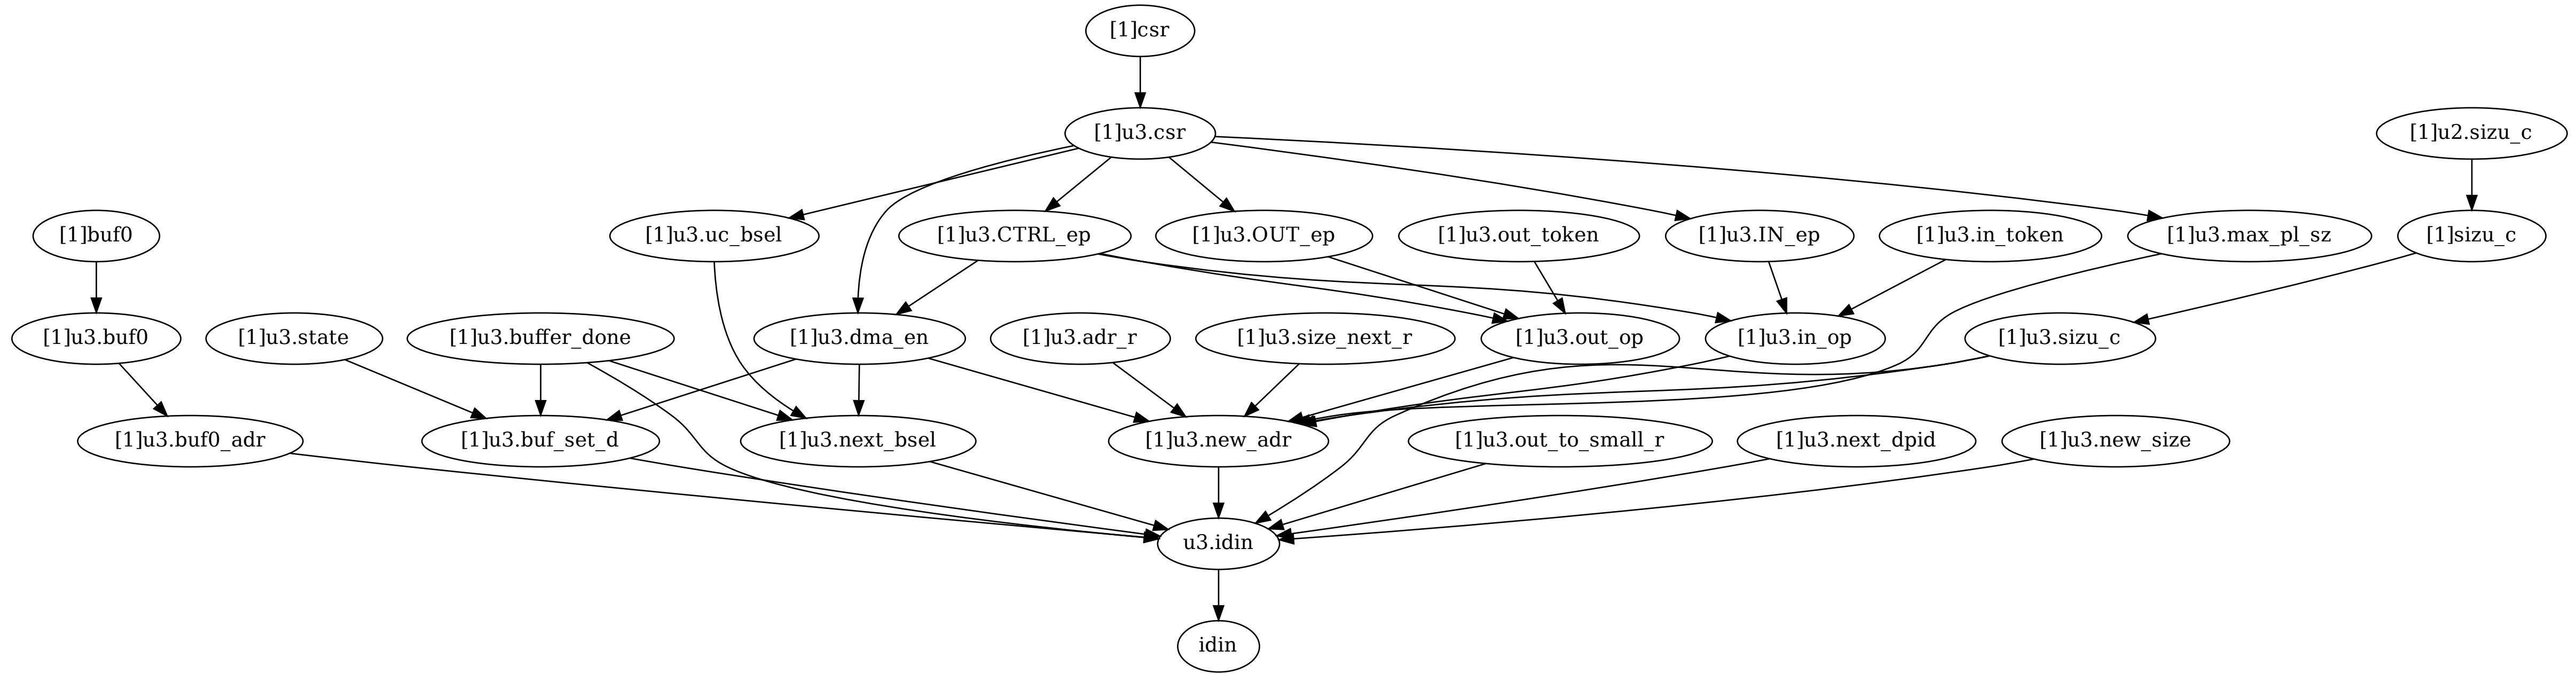 [1]csr
[1]u3.csr
[1]u2.sizu_c
[1]buf0
[1]u3.uc_bsel
[1]u3.CTRL_ep
[1]u3.OUT_ep
[1]u3.out_token
[1]u3.IN_ep
[1]u3.in_token
[1]u3.max_pl_sz
[1]sizu_c
[1]u3.buf0
[1]u3.state
[1]u3.buffer_done
[1]u3.dma_en
[1]u3.adr_r
[1]u3.size_next_r
[1]u3.out_op
[1]u3.in_op
[1]u3.sizu_c
[1]u3.buf0_adr
[1]u3.buf_set_d
[1]u3.next_bsel
[1]u3.new_adr
[1]u3.out_to_small_r
[1]u3.next_dpid
[1]u3.new_size
u3.idin
idin